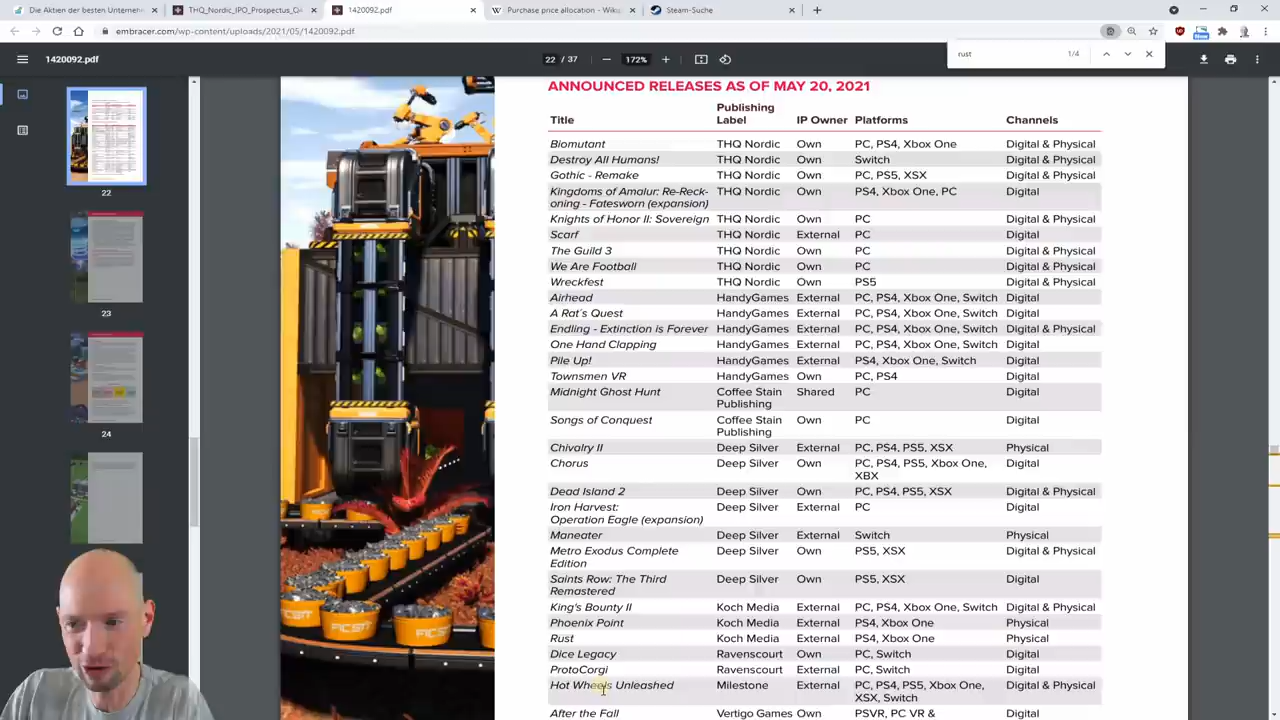 Die Aktien der besten Unterne
THQ_Nordic_IPO_Prospectus_Q4
1420092.pdf
Purchase price allocation - Wiki
Steam-Suche
embracer.com/wp-content/uploads/2021/05/1420092.pdf
New
1420092.pdf
22 / 37
172%
rust
1/4
22
23
24
ANNOUNCED RELEASES AS OF MAY 20, 2021
Publishing
Title Label IP Owner Platforms Channels
Biomutant THQ Nordic Own PC, PS4, Xbox One Digital & Physical
Destroy All Humans! THQ Nordic Own Switch Digital & Physical
Gothic - Remake THQ Nordic Own PC, PS5, XSX Digital & Physical
Kingdoms of Amalur: Re-Reck- THQ Nordic Own PS4, Xbox One, PC Digital
oning - Fatesworn (expansion)
Knights of Honor II: Sovereign THQ Nordic Own PC Digital & Physical
Scarf THQ Nordic External PC Digital
The Guild 3 THQ Nordic Own PC Digital & Physical
We Are Football THQ Nordic Own PC Digital & Physical
Wreckfest THQ Nordic Own PS5 Digital & Physical
Airhead HandyGames External PC, PS4, Xbox One, Switch Digital
A Rat´s Quest HandyGames External PC, PS4, Xbox One, Switch Digital
Endling - Extinction is Forever HandyGames External PC, PS4, Xbox One, Switch Digital & Physical
One Hand Clapping HandyGames External PC, PS4, Xbox One, Switch Digital
Pile Up! HandyGames External PS4, Xbox One, Switch Digital
Townsmen VR HandyGames Own PC, PS4 Digital
Midnight Ghost Hunt Coffee Stain Shared PC Digital
Publishing
Songs of Conquest Coffee Stain Own PC Digital
Publishing
Chivalry II Deep Silver External PC, PS4, PS5, XSX Physical
Chorus Deep Silver Own PC, PS4, PS5, Xbox One, Digital
XBX
Dead Island 2 Deep Silver Own PC, PS4, PS5, XSX Digital & Physical
Iron Harvest: Deep Silver External PC Digital
Operation Eagle (expansion)
Maneater Deep Silver External Switch Physical
Metro Exodus Complete Deep Silver Own PS5, XSX Digital & Physical
Edition
Saints Row: The Third Deep Silver Own PS5, XSX Digital
Remastered
King's Bounty II Koch Media External PC, PS4, Xbox One, Switch Digital & Physical
Phoenix Point Koch Media External PS4, Xbox One Digital
Rust Koch Media External PS4, Xbox One Physical
Dice Legacy Ravenscourt Own PC, Switch Digital
ProtoCorgi Ravenscourt External PC, Switch Digital
Hot Wheels Unleashed Milestone External PC, PS4, PS5, Xbox One, Digital & Physical
XSX, Switch
After the Fall Vertigo Games Own PSVR, PC VR & Digital
FICSIT
FICSIT